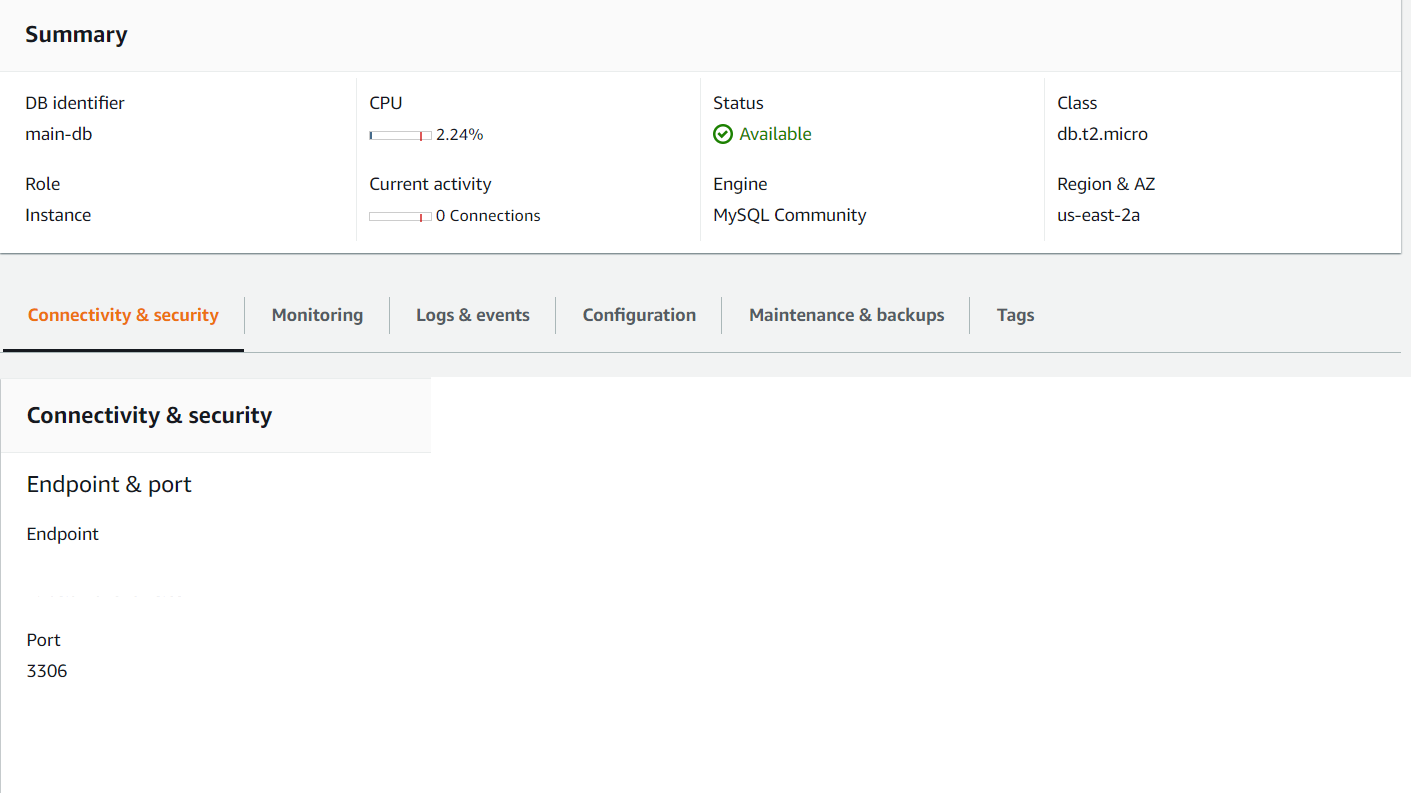 Summary
DB identifier
main-db
CPU
2.24%
Status
Available
Class
db.t2.micro
Role
Instance
Current activity
0 Connections
Engine
MySQL Community
Region & AZ
us-east-2a
Connectivity & security
Monitoring
Logs & events
Configuration
Maintenance & backups
Tags
Connectivity & security
Endpoint & port
Endpoint
Port
3306